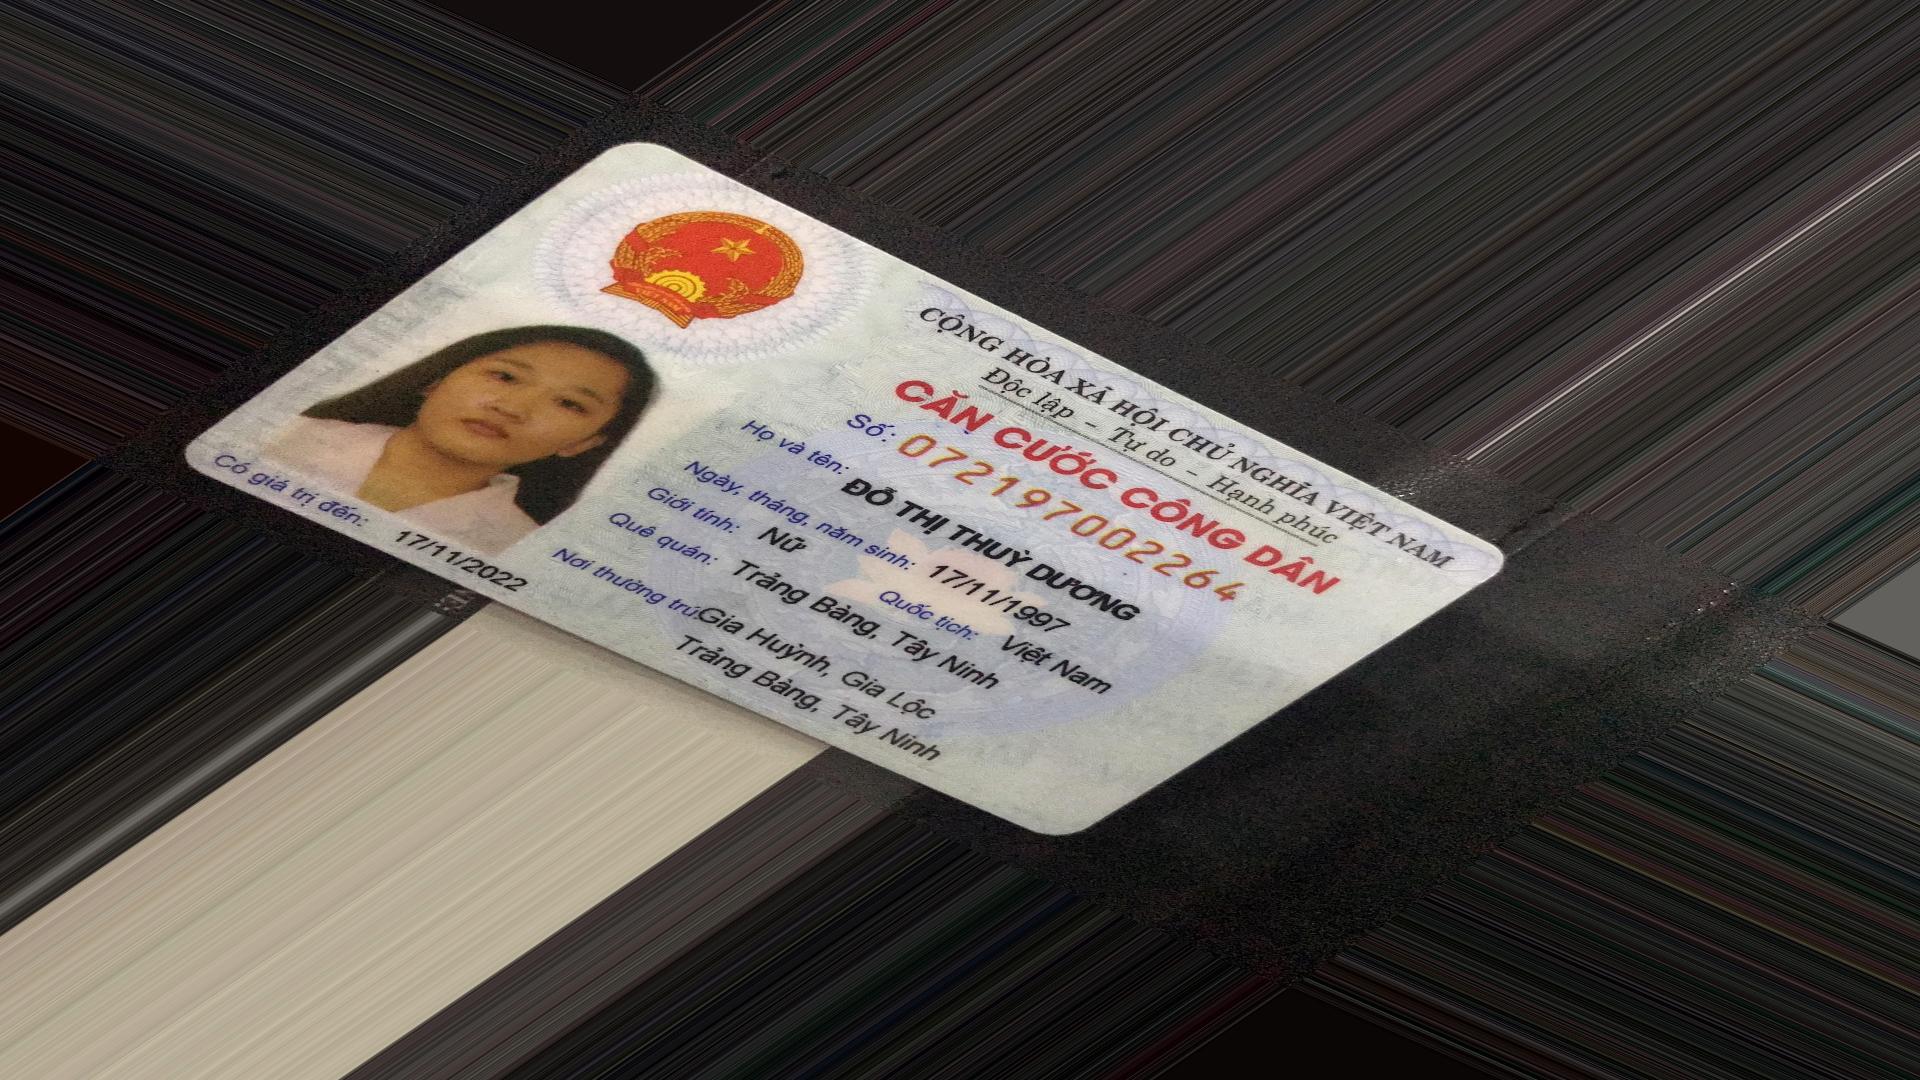 CỘNG HÒA XÃ HỘI CHỦ NGHĨA VIỆT NAM
Độc lập – Tự do – Hạnh phúc
CĂN CƯỚC CÔNG DÂN
Số: 072197002264
Họ và tên:
ĐỖ THỊ THUỲ DƯƠNG
Ngày, tháng, năm sinh: 17/11/1997
Giới tính: Nữ Quốc tịch: Việt Nam
Quê quán: Trảng Bàng, Tây Ninh
Nơi thường trú: Gia Huỳnh, Gia Lộc
Trảng Bàng, Tây Ninh
Có giá trị đến: 17/11/2022